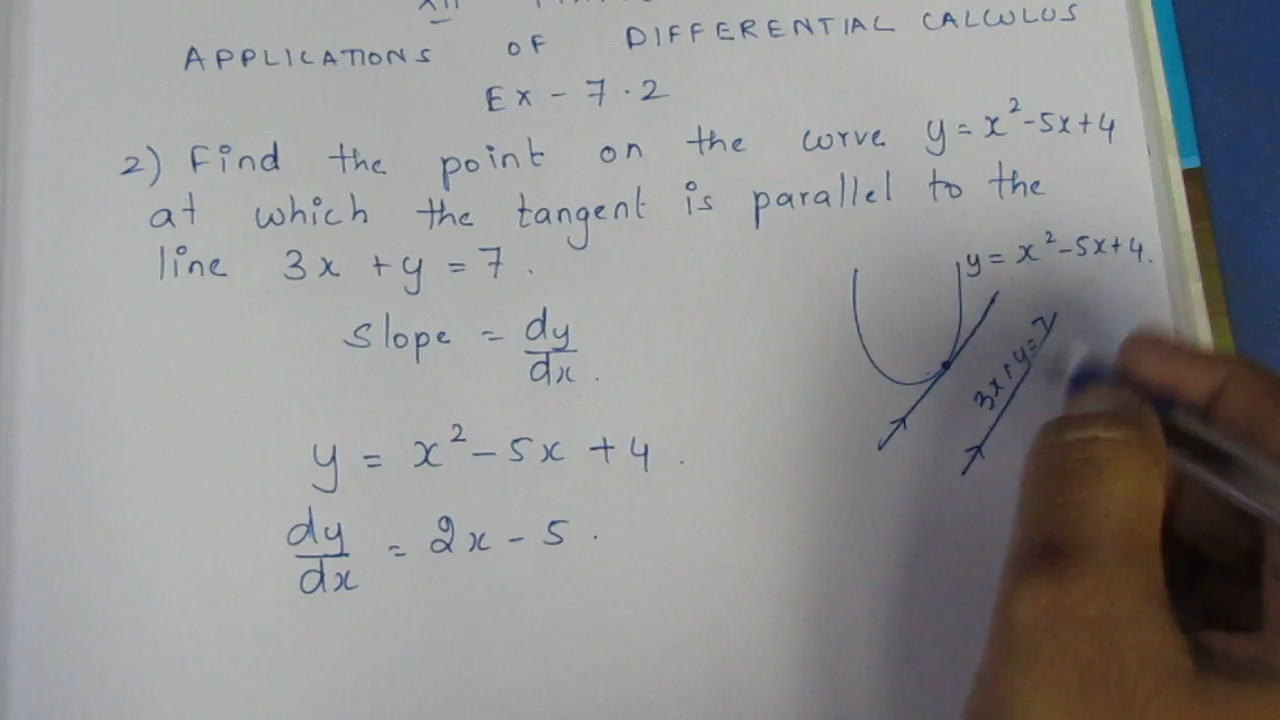 XII
APPLICATIONS OF DIFFERENTIAL CALCULUS
Ex - 7.2
2) Find the point on the corve y = x² - 5x + 4
at which the tangent is parallel to the
line 3x + y = 7.
y = x² - 5x + 4.
3x + y = 7
Slope = dy/dx.
y = x² - 5x + 4.
dy/dx = 2x - 5.